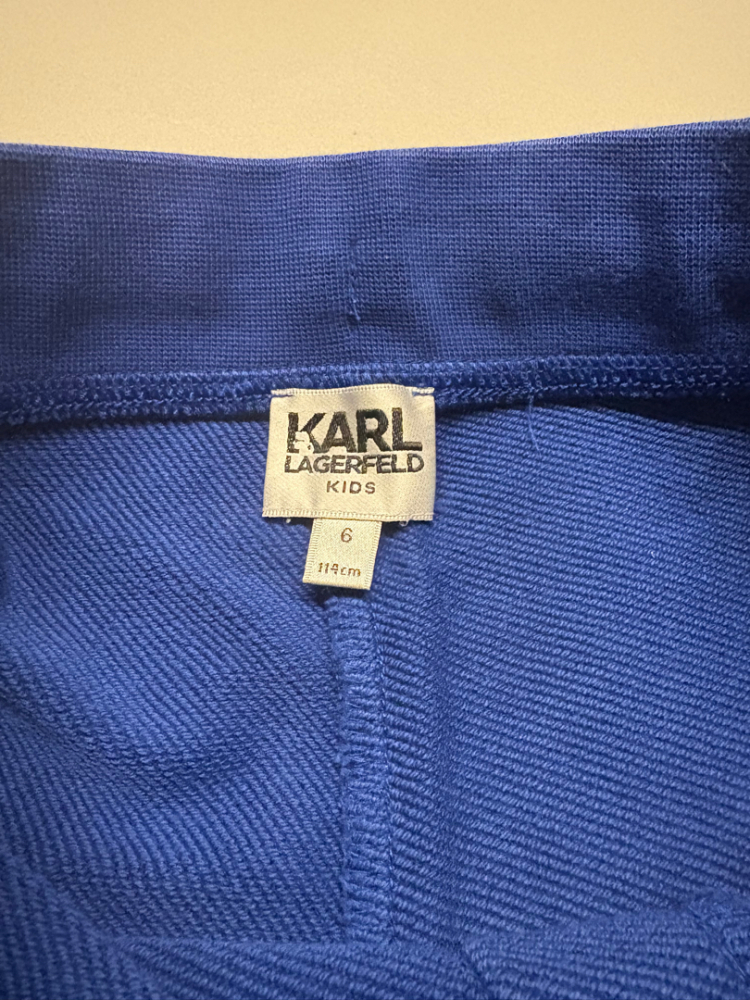 KARL
LAGERFELD
KIDS
6
114cm